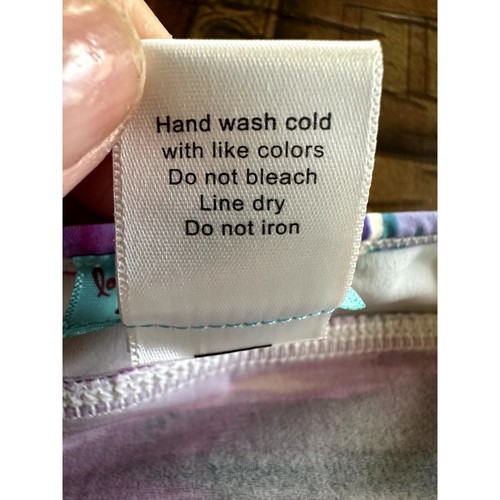 Hand wash cold
with like colors
Do not bleach
Line dry
Do not iron